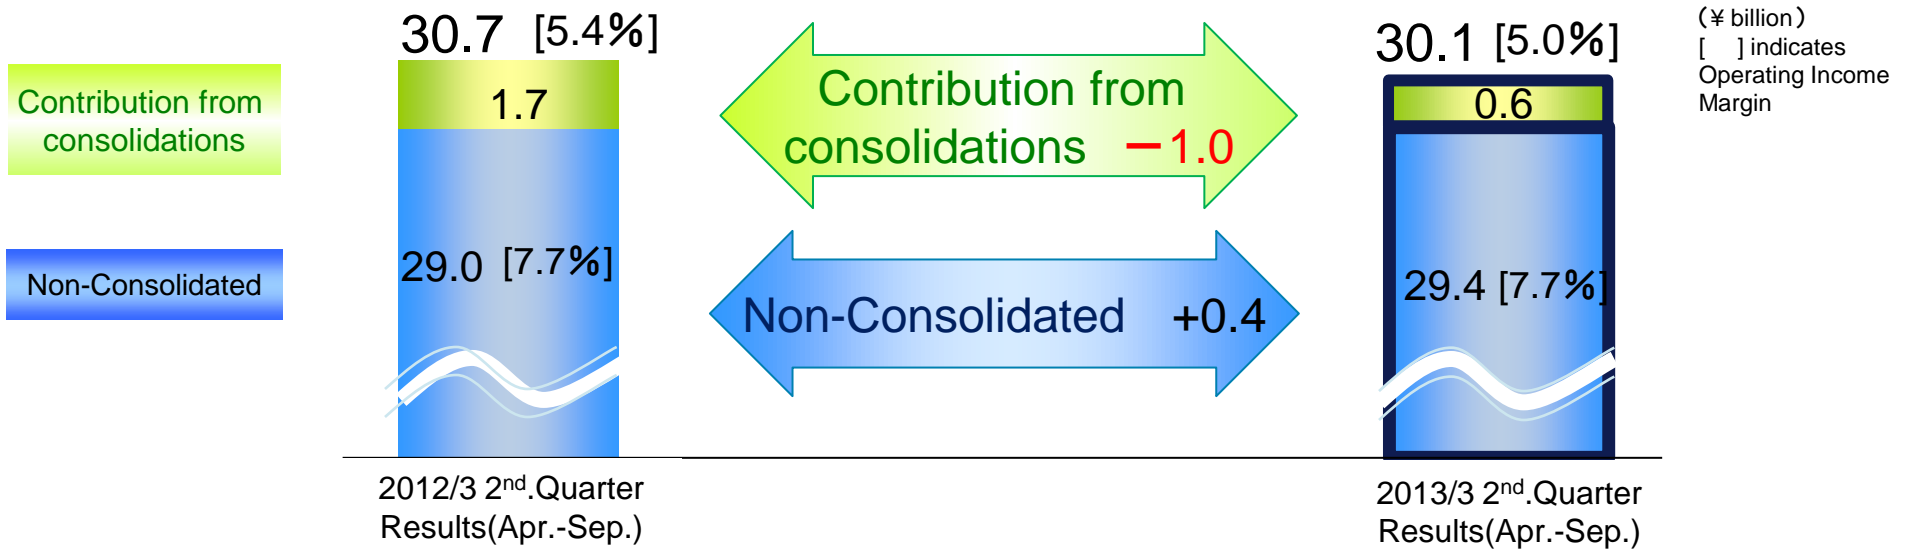 30.7 [5.4%]
30.1 [5.0%]
(¥ billion)
[ ] indicates
Operating Income
Margin
Contribution from
consolidations
1.7
Contribution from
consolidations －1.0
0.6
Non-Consolidated
29.0 [7.7%]
Non-Consolidated +0.4
29.4 [7.7%]
2012/3 2nd.Quarter
Results(Apr.-Sep.)
2013/3 2nd.Quarter
Results(Apr.-Sep.)